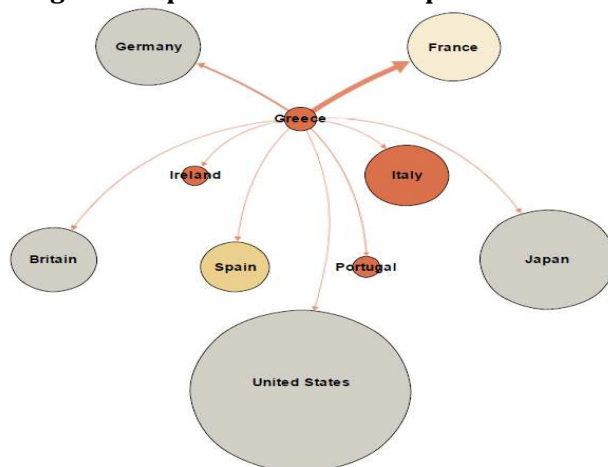 Germany
France
Greece
Ireland
Italy
Britain
Spain
Portugal
Japan
United States